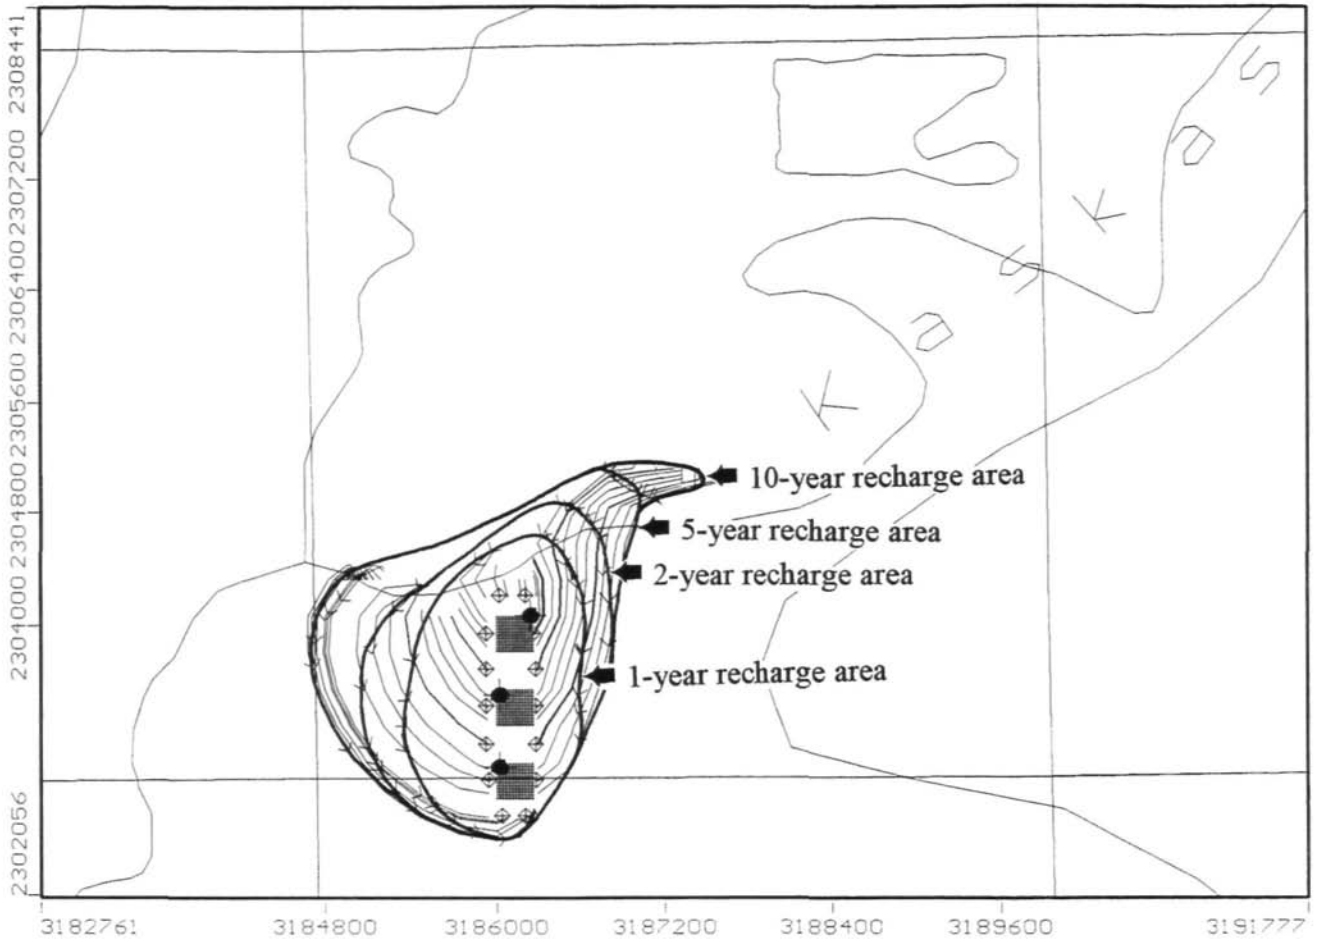 2308441
2307200
2306400
2305600
2304800
2304000
2302056
S
a
K
S
a
K
10-year recharge area
5-year recharge area
2-year recharge area
1-year recharge area
3182761 3184800 3186000 3187200 3188400 3189600 3191777